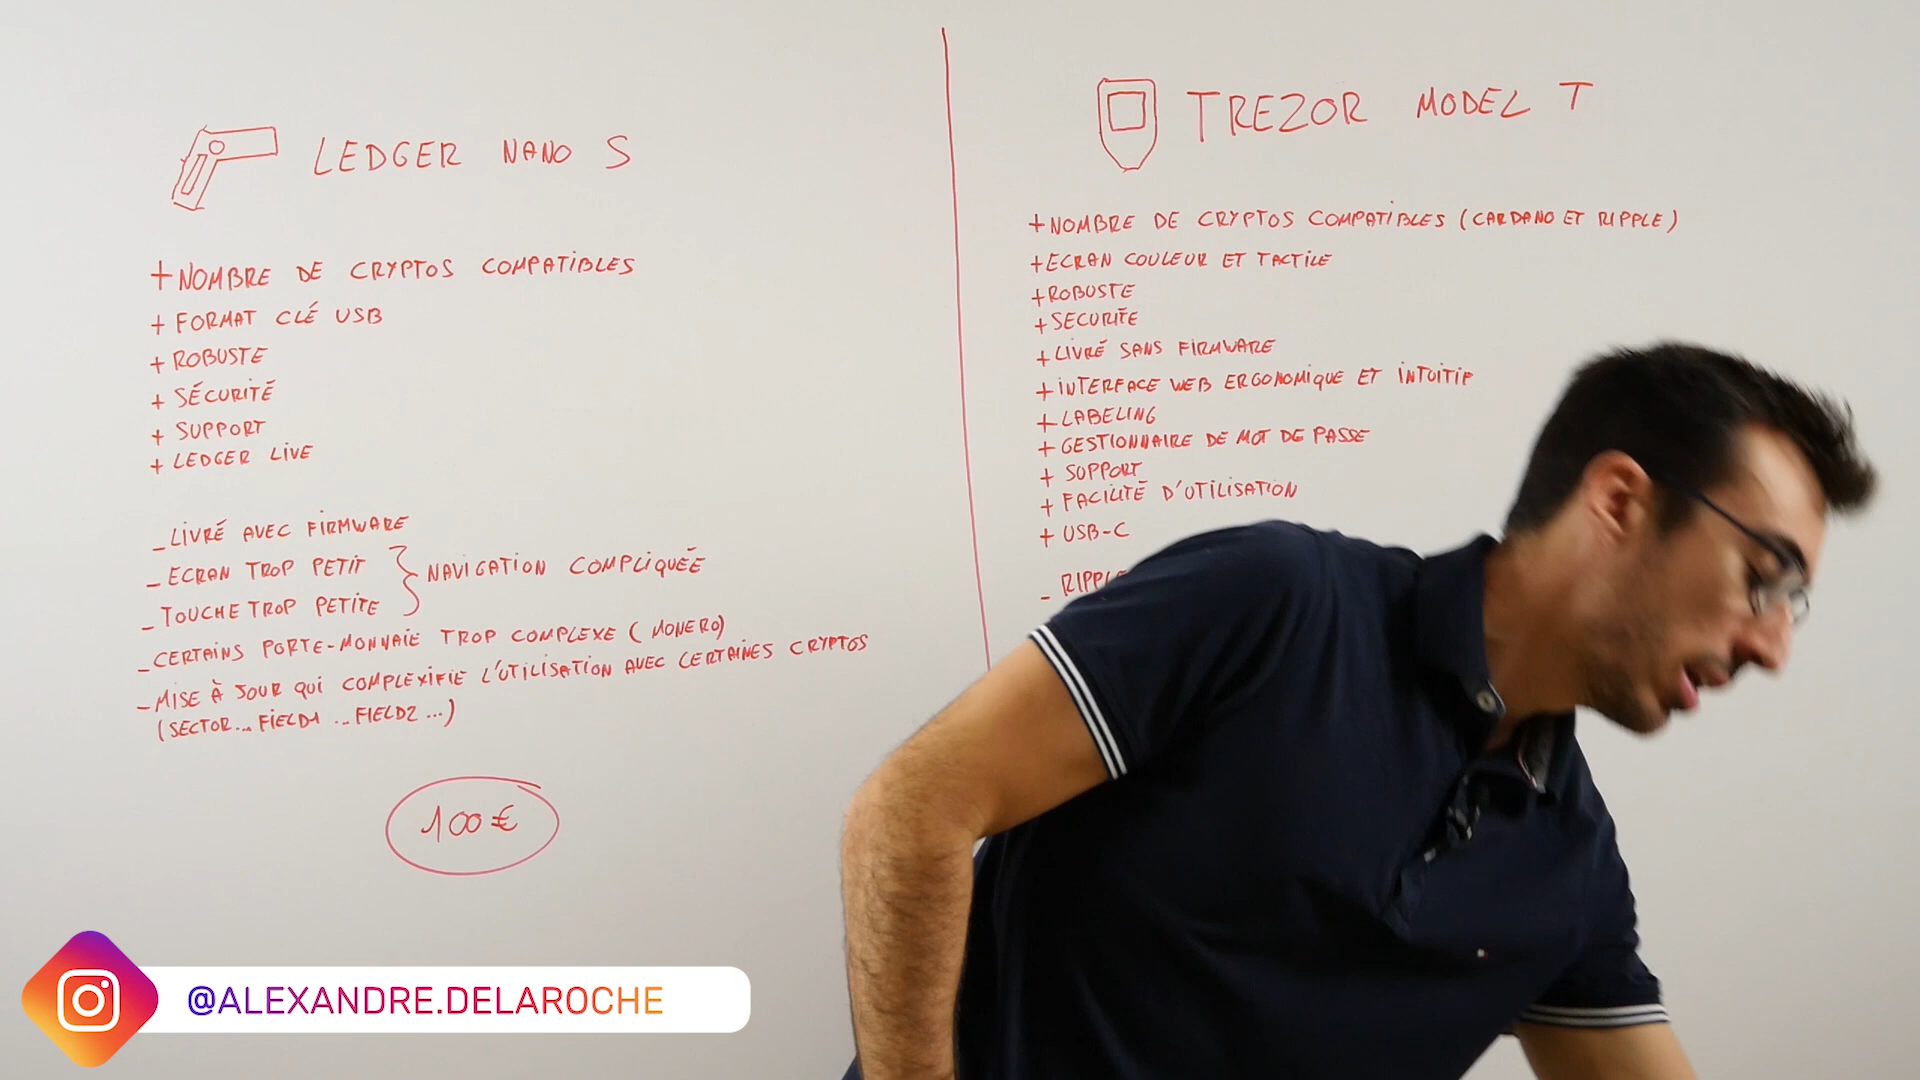 LEDGER NANO S
+ NOMBRE DE CRYPTOS COMPATIBLES
+ FORMAT CLÉ USB
+ ROBUSTE
+ SÉCURITÉ
+ SUPPORT
+ LEDGER LIVE
- LIVRÉ AVEC FIRMWARE
- ECRAN TROP PETIT
- TOUCHE TROP PETITE
NAVIGATION COMPLIQUÉE
- CERTAINS PORTE-MONNAIE TROP COMPLEXE (MONERO)
- MISE À JOUR QUI COMPLEXIFIE L'UTILISATION AVEC CERTAINES CRYPTOS
(SECTOR... FIELD1 ... FIELD2 ...)
100€
TREZOR MODEL T
+ NOMBRE DE CRYPTOS COMPATIBLES (CARDANO ET RIPPLE)
+ ECRAN COULEUR ET TACTILE
+ ROBUSTE
+ SECURITÉ
+ LIVRÉ SANS FIRMWARE
+ INTERFACE WEB ERGONOMIQUE ET INTUITIF
+ LABELING
+ GESTIONNAIRE DE MOT DE PASSE
+ SUPPORT
+ FACILITÉ D'UTILISATION
+ USB-C
- RIPPLE
@ALEXANDRE.DELAROCHE